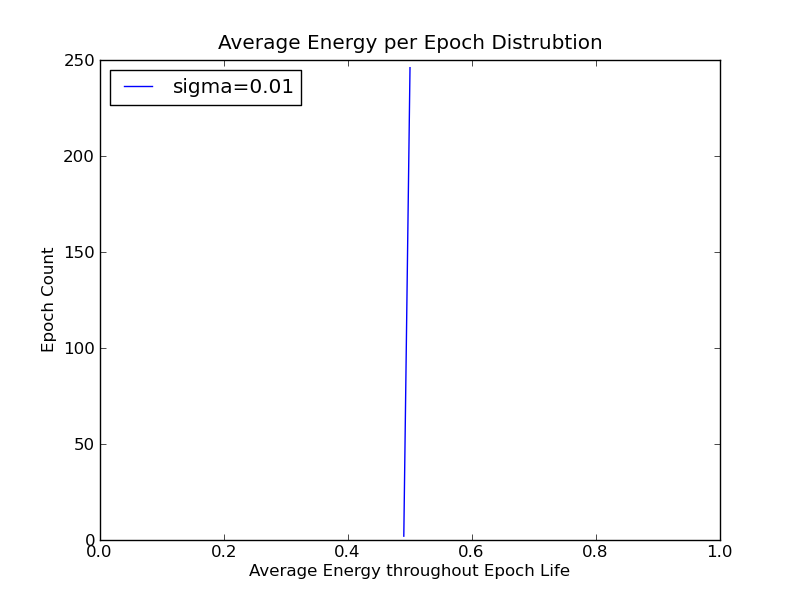 Average Energy per Epoch Distrubtion
sigma=0.01
Epoch Count
250
200
150
100
50
0
0.0 0.2 0.4 0.6 0.8 1.0
Average Energy throughout Epoch Life